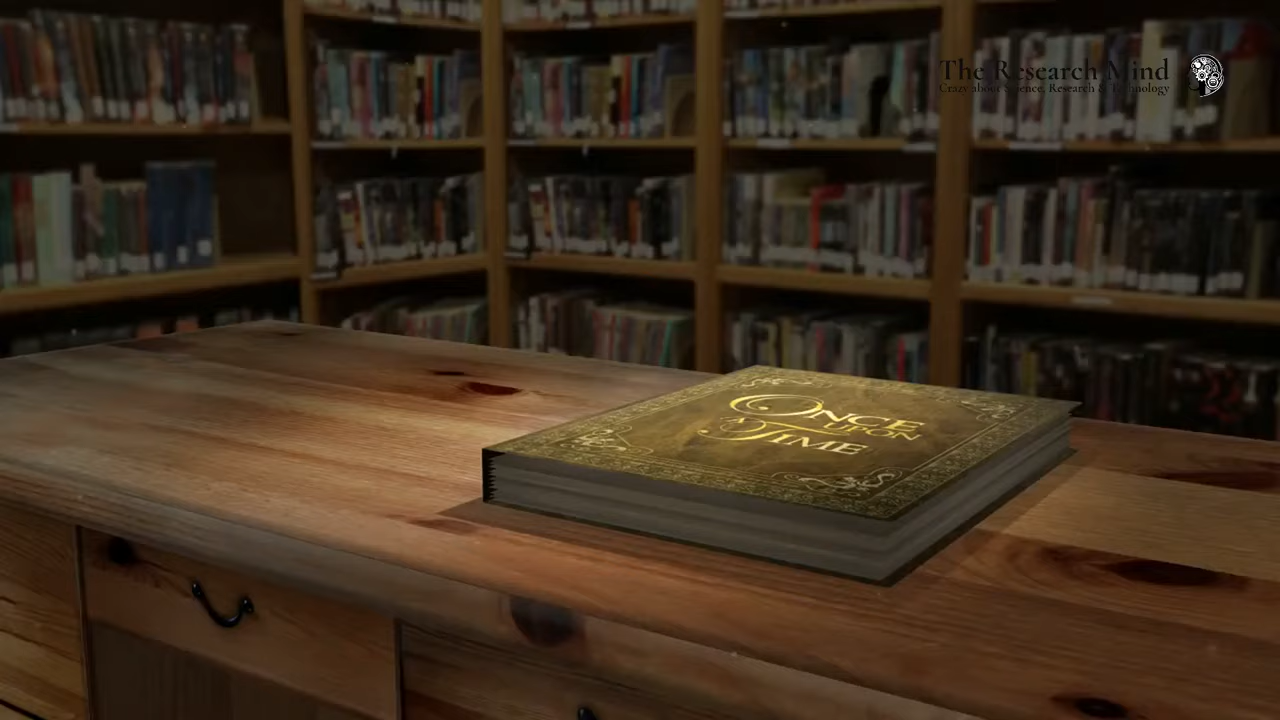 The Research Mind
Crazy about Science, Research & Technology
ONCE
UPON
A TIME